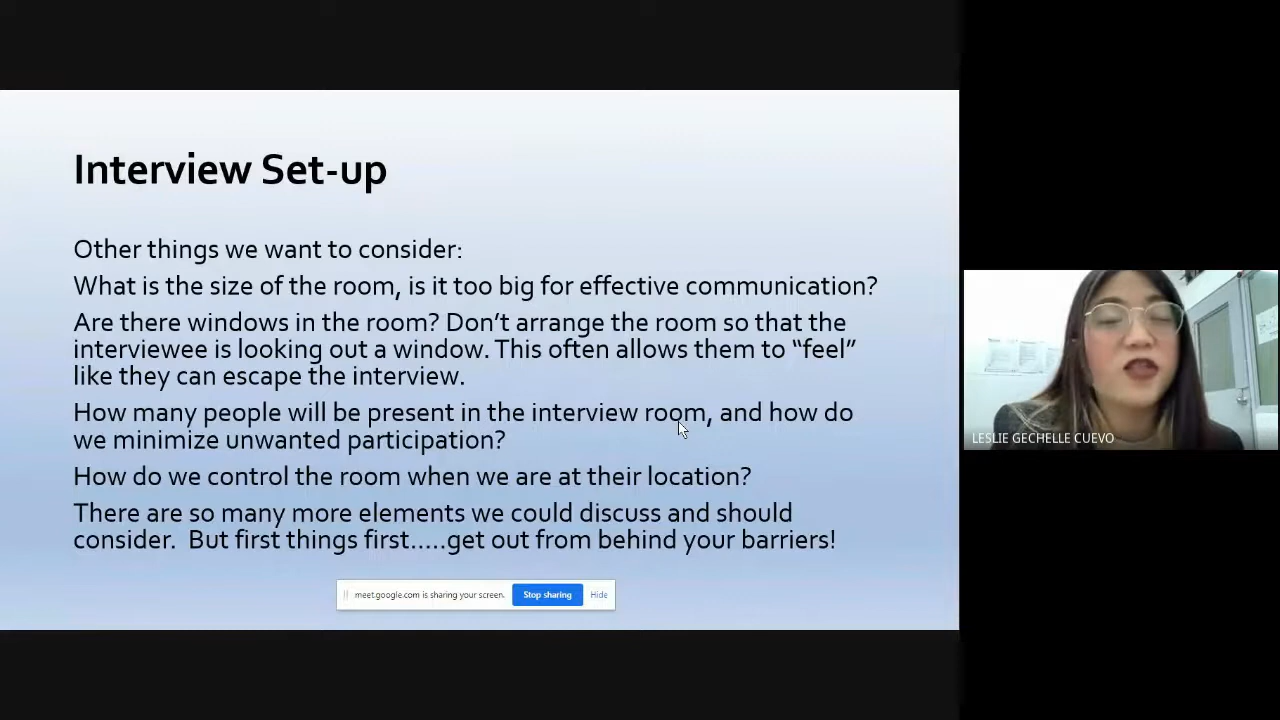 Interview Set-up
Other things we want to consider:
What is the size of the room, is it too big for effective communication?
Are there windows in the room? Don’t arrange the room so that the
interviewee is looking out a window. This often allows them to “feel”
like they can escape the interview.
How many people will be present in the interview room, and how do
we minimize unwanted participation?
How do we control the room when we are at their location?
There are so many more elements we could discuss and should
consider.  But first things first.....get out from behind your barriers!
meet.google.com is sharing your screen.
Stop sharing
Hide
LESLIE GECHELLE CUEVO